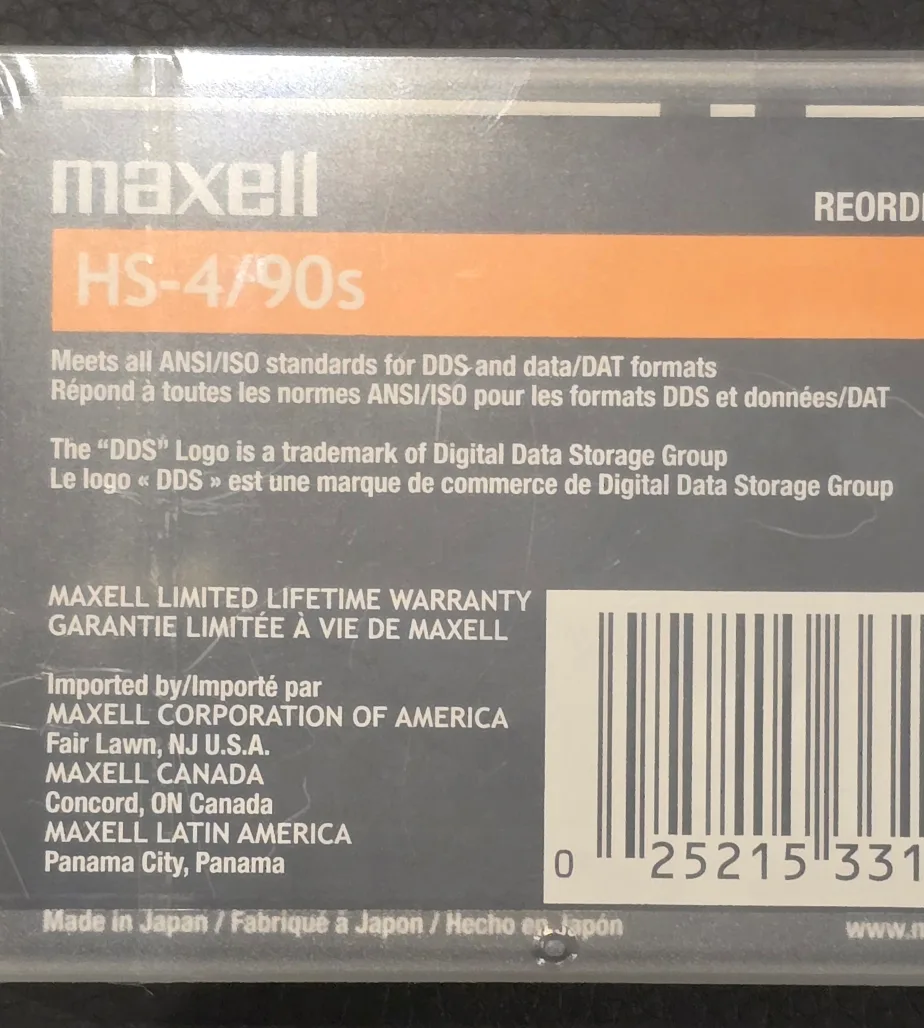 maxell
REORD
HS-4/90s
Meets all ANSI/ISO standards for DDS and data/DAT formats
Répond à toutes les normes ANSI/ISO pour les formats DDS et données/DAT
The “DDS” Logo is a trademark of Digital Data Storage Group
Le logo « DDS » est une marque de commerce de Digital Data Storage Group
MAXELL LIMITED LIFETIME WARRANTY
GARANTIE LIMITÉE À VIE DE MAXELL
Imported by/Importé par
MAXELL CORPORATION OF AMERICA
Fair Lawn, NJ U.S.A.
MAXELL CANADA
Concord, ON Canada
MAXELL LATIN AMERICA
Panama City, Panama
0 25215 331
Made in Japan / Fabriqué à Japon / Hecho en Japón
www.